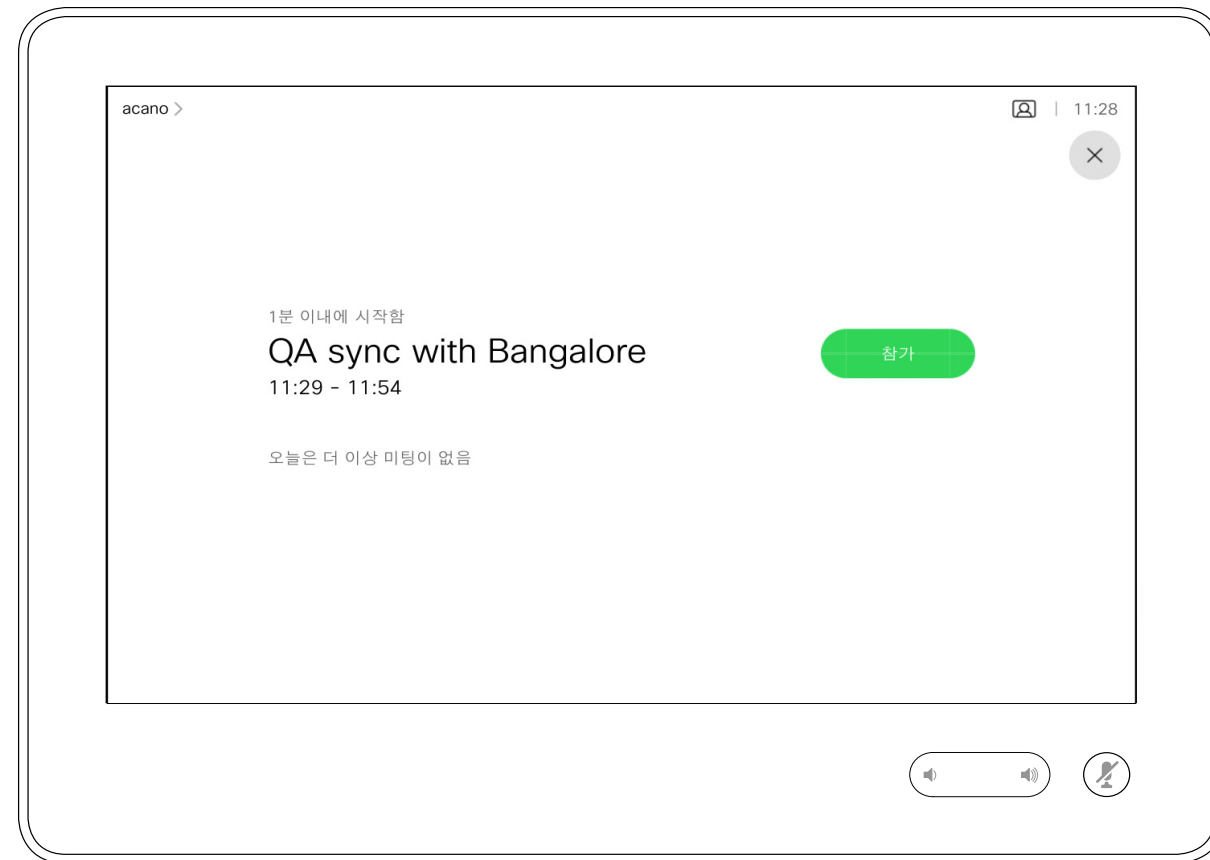 acano >
11:28
1분 이내에 시작함
QA sync with Bangalore
참가
11:29 - 11:54
오늘은 더 이상 미팅이 없음